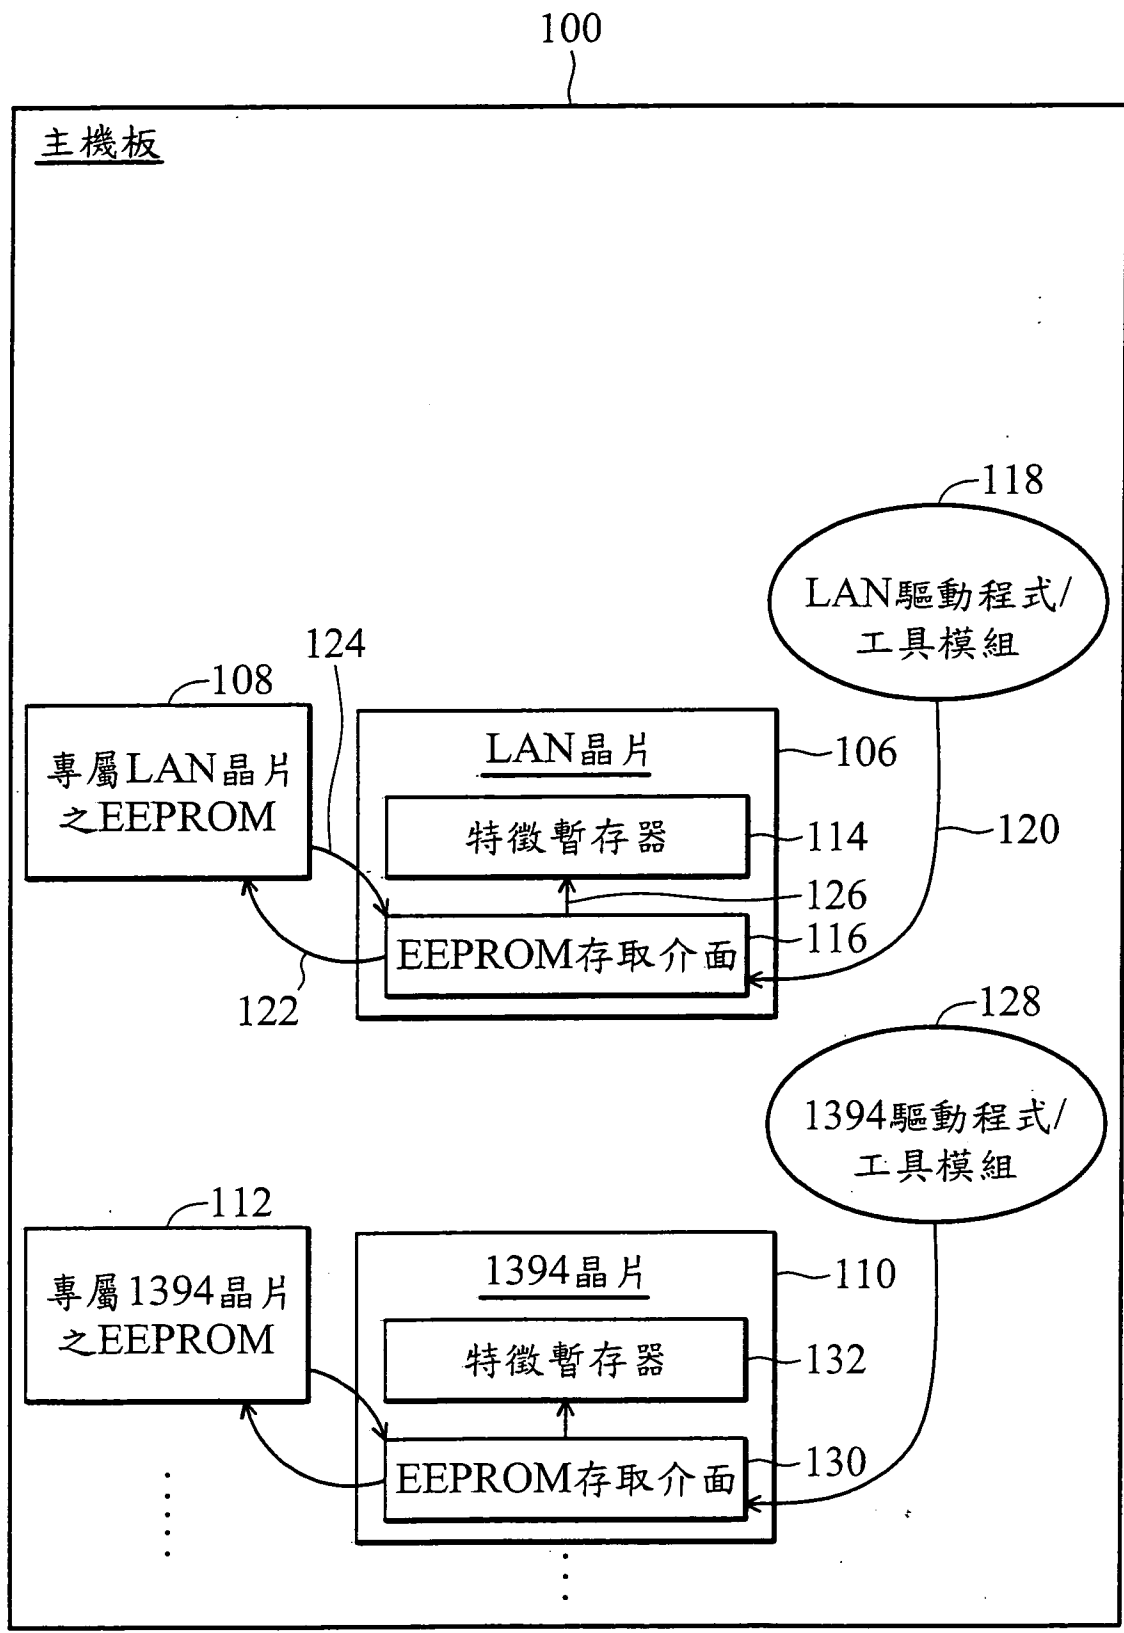 100
主機板
118
LAN驅動程式/
工具模組
124
108
專屬LAN晶片
之EEPROM
LAN晶片
106
特徵暫存器
114
120
126
EEPROM存取介面
116
122
128
1394驅動程式/
工具模組
112
專屬1394晶片
之EEPROM
1394晶片
110
特徵暫存器
132
EEPROM存取介面
130